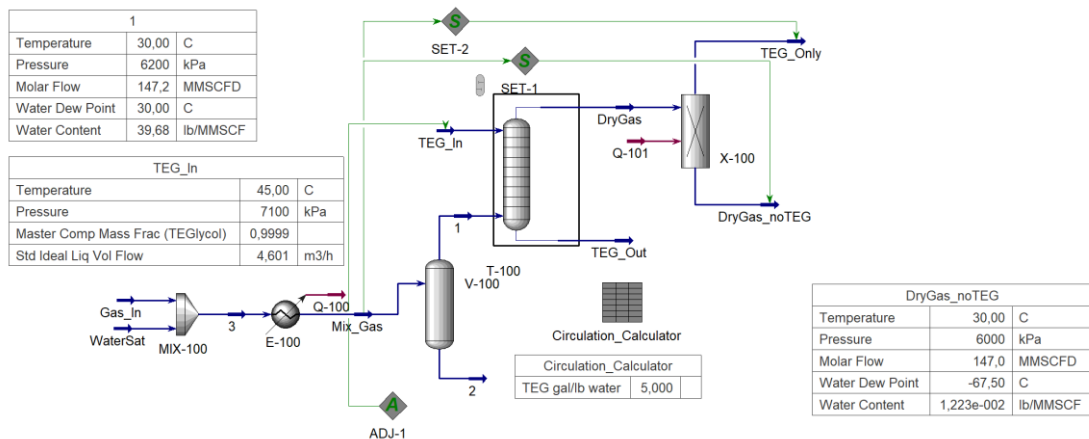 1
Temperature 30,00 C
Pressure 6200 kPa
Molar Flow 147,2 MMSCFD
Water Dew Point 30,00 C
Water Content 39,68 lb/MMSCF
S
SET-2
TEG_Only
S
SET-1
DryGas
TEG_In
Q-101
X-100
DryGas_noTEG
1
TEG_Out
T-100
V-100
TEG_In
Temperature 45,00 C
Pressure 7100 kPa
Master Comp Mass Frac (TEGlycol) 0,9999
Std Ideal Liq Vol Flow 4,601 m3/h
Gas_In
WaterSat
MIX-100
3
E-100
Q-100
Mix_Gas
2
A
ADJ-1
Circulation_Calculator
Circulation_Calculator
TEG gal/lb water 5,000
DryGas_noTEG
Temperature 30,00 C
Pressure 6000 kPa
Molar Flow 147,0 MMSCFD
Water Dew Point -67,50 C
Water Content 1,223e-002 lb/MMSCF